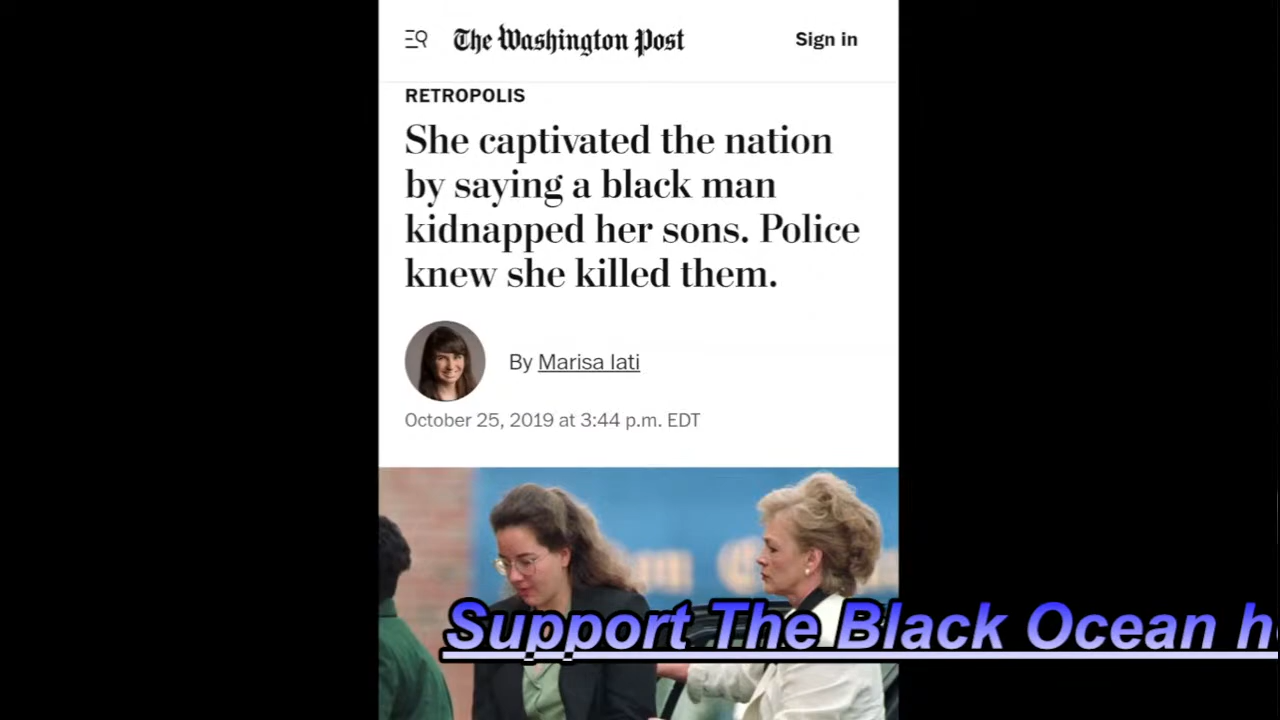 The Washington Post
Sign in
RETROPOLIS
She captivated the nation
by saying a black man
kidnapped her sons. Police
knew she killed them.
By Marisa Iati
October 25, 2019 at 3:44 p.m. EDT
Support The Black Ocean